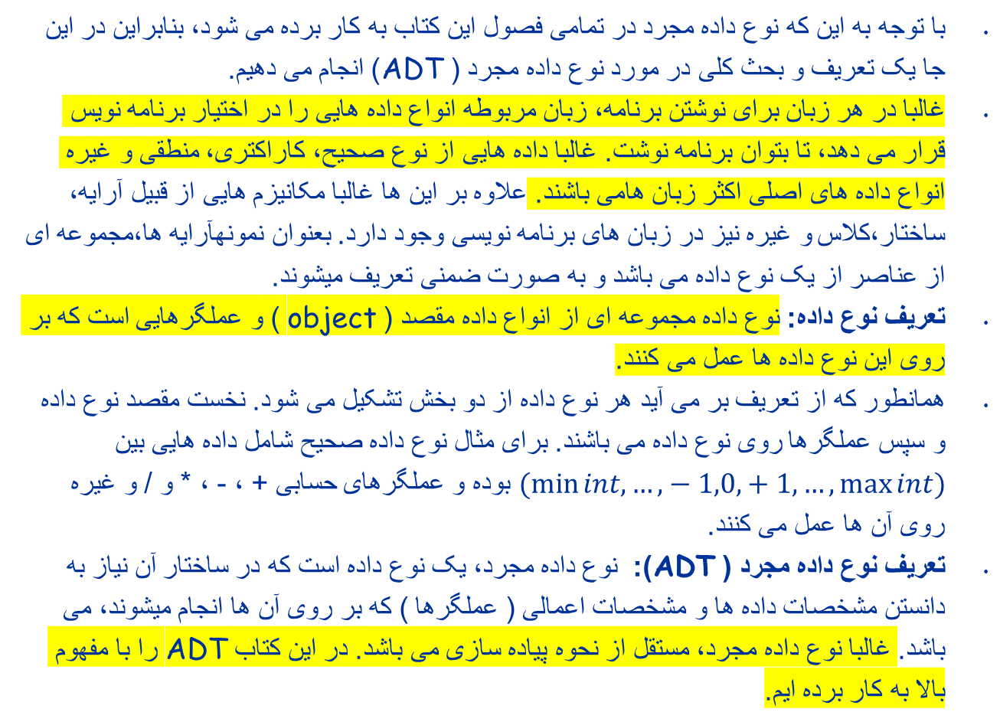 . با توجه به این که نوع داده مجرد در تمامی فصول این کتاب به کار برده می شود، بنابراین در این
جا یک تعریف و بحث کلی در مورد نوع داده مجرد ( ADT) انجام می دهیم.
. غالبا در هر زبان برای نوشتن برنامه، زبان مربوطه انواع داده هایی را در اختیار برنامه نویس
قرار می دهد، تا بتوان برنامه نوشت. غالبا داده هایی از نوع صحیح، کاراکتری، منطقی و غیره
انواع داده های اصلی اکثر زبان هامی باشند. علاوه بر این ها غالبا مکانیزم هایی از قبیل آرایه،
ساختار،کلاس و غیره نیز در زبان های برنامه نویسی وجود دارد. بعنوان نمونهآرایه ها،مجموعه ای
از عناصر از یک نوع داده می باشد و به صورت ضمنی تعریف میشوند.
. تعریف نوع داده: نوع داده مجموعه ای از انواع داده مقصد ( object ) و عملگرهایی است که بر
روی این نوع داده ها عمل می کنند.
. همانطور که از تعریف بر می آید هر نوع داده از دو بخش تشکیل می شود. نخست مقصد نوع داده
و سپس عملگرها روی نوع داده می باشند. برای مثال نوع داده صحیح شامل داده هایی بین
(min int, … , − 1,0, + 1, … , max int) بوده و عملگرهای حسابی + ، - ، * و / و غیره
روی آن ها عمل می کنند.
. تعریف نوع داده مجرد ( ADT): نوع داده مجرد، یک نوع داده است که در ساختار آن نیاز به
دانستن مشخصات داده ها و مشخصات اعمالی ( عملگرها ) که بر روی آن ها انجام میشوند، می
باشد. غالبا نوع داده مجرد، مستقل از نحوه پیاده سازی می باشد. در این کتاب ADT را با مفهوم
بالا به کار برده ایم.